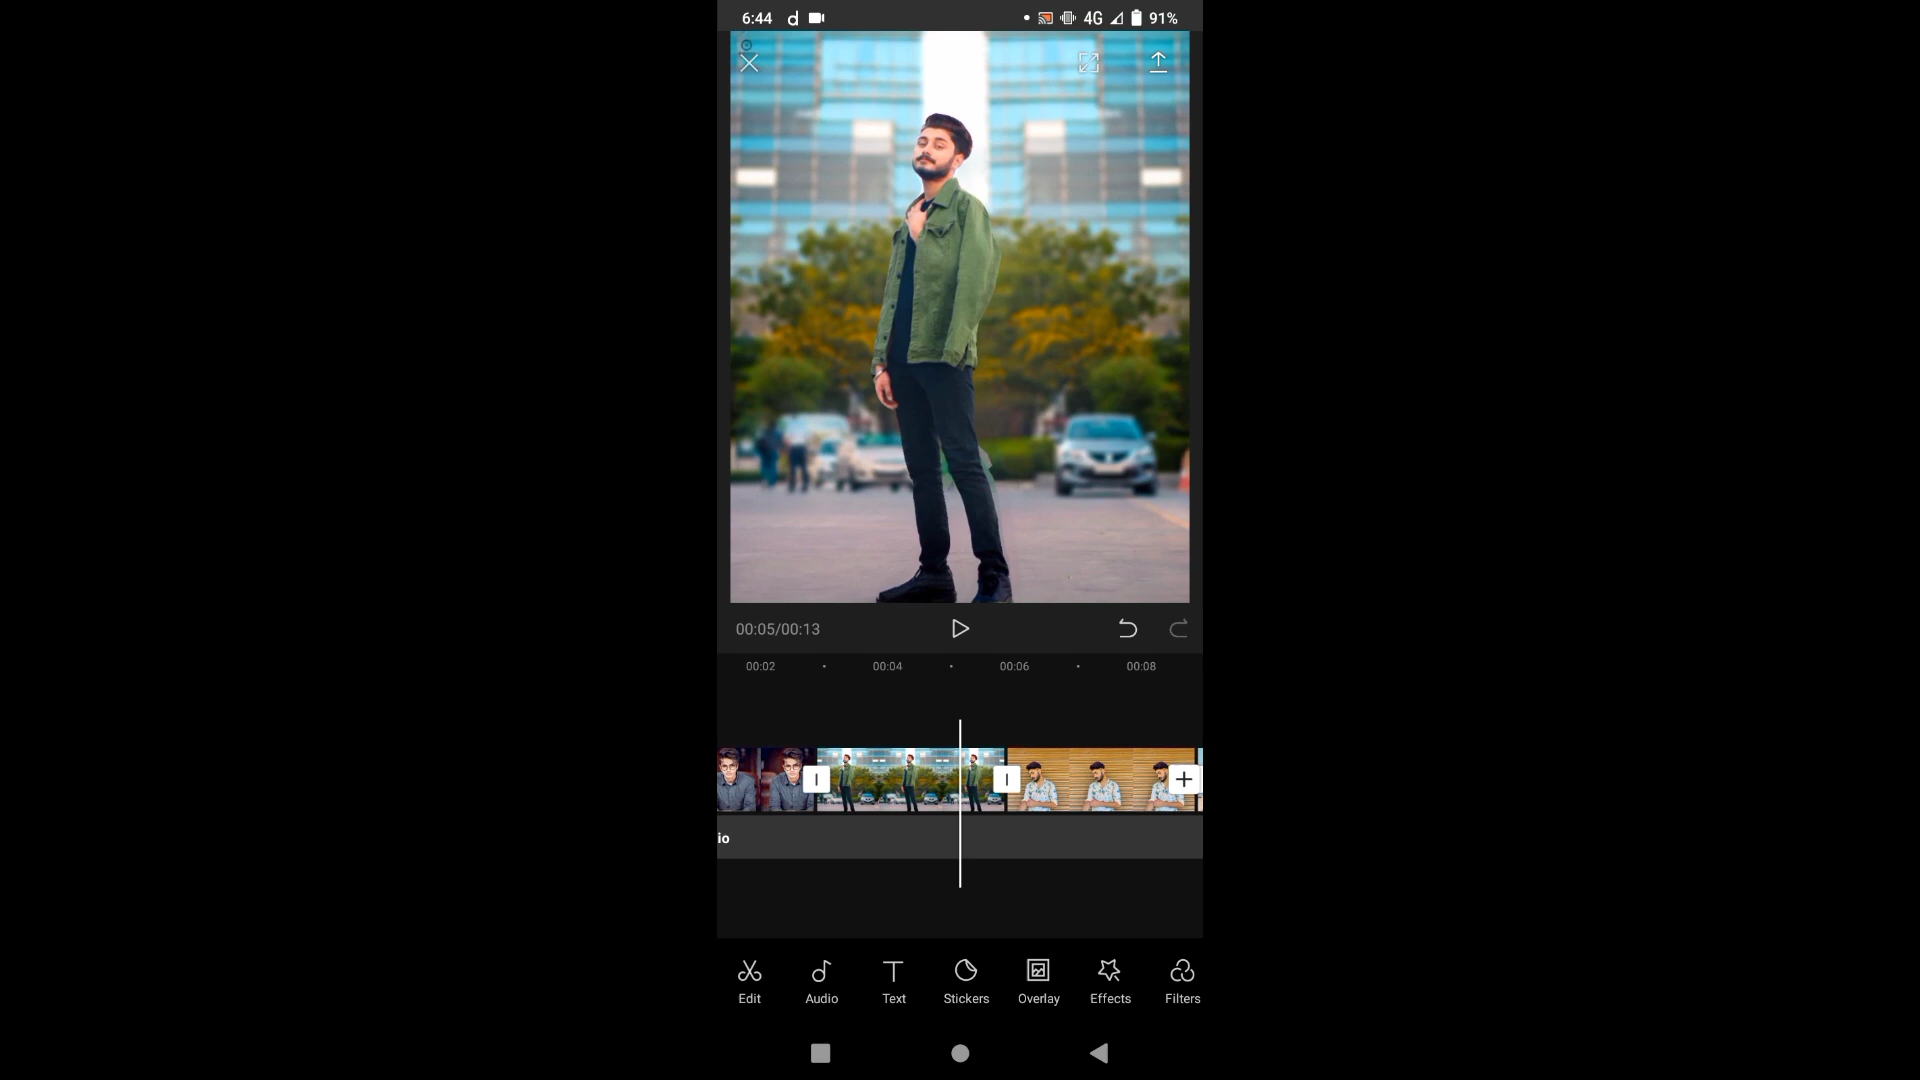 6:44 4G 91%
00:05/00:13
00:02 00:04 00:06 00:08
io
Edit Audio Text Stickers Overlay Effects Filters